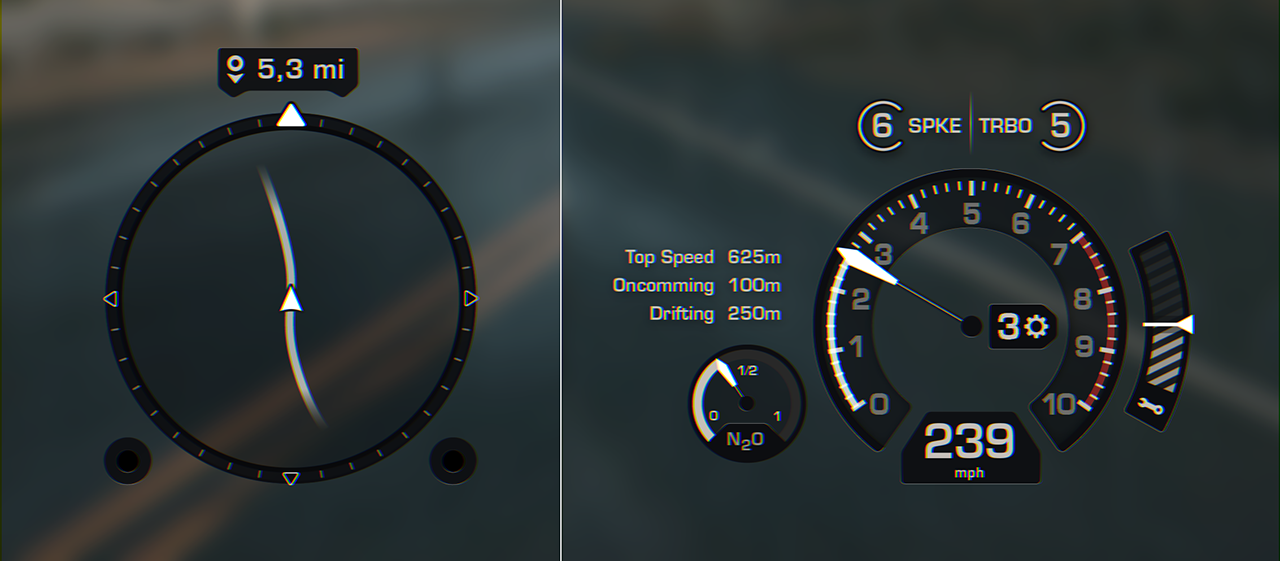 5,3 mi
6 SPKE TRBO 5
Top Speed 625m
Oncomming 100m
Drifting 250m
0 1/2 1
N₂O
0 1 2 3 4 5 6 7 8 9 10
3
239
mph